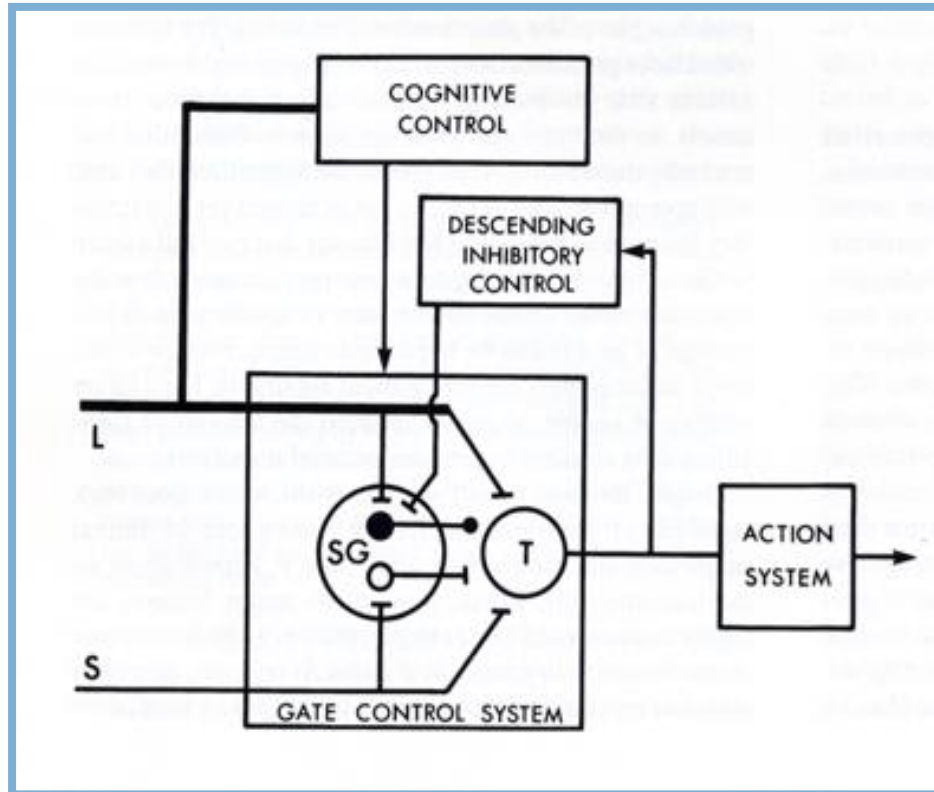 COGNITIVE
CONTROL
DESCENDING
INHIBITORY
CONTROL
L
SG
T
ACTION
SYSTEM
S
GATE CONTROL SYSTEM